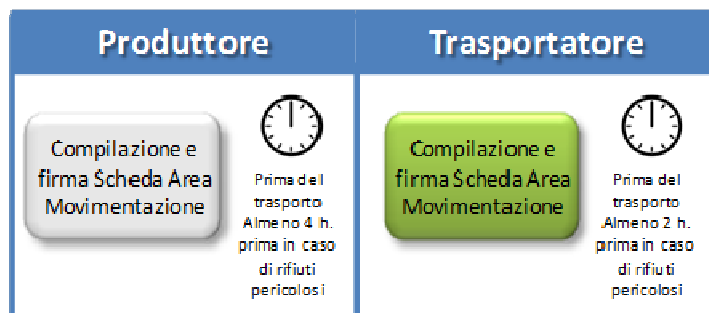 Produttore
Trasportatore
Compilazione e
firma Scheda Area
Movimentazione
Prima del
trasporto
Almeno 4 h.
prima in caso
di rifiuti
pericolosi
Compilazione e
firma Scheda Area
Movimentazione
Prima del
trasporto
.Almeno 2 h.
prima in caso
di rifiuti
pericolosi